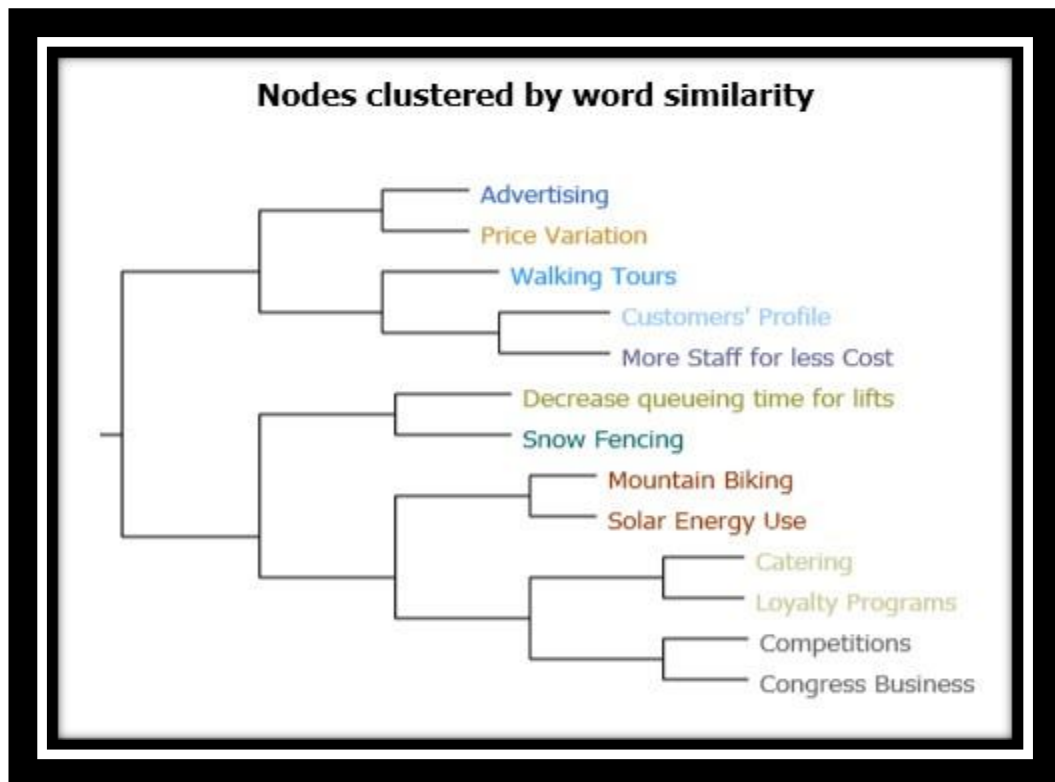 Nodes clustered by word similarity
Advertising
Price Variation
Walking Tours
Customers' Profile
More Staff for less Cost
Decrease queueing time for lifts
Snow Fencing
Mountain Biking
Solar Energy Use
Catering
Loyalty Programs
Competitions
Congress Business